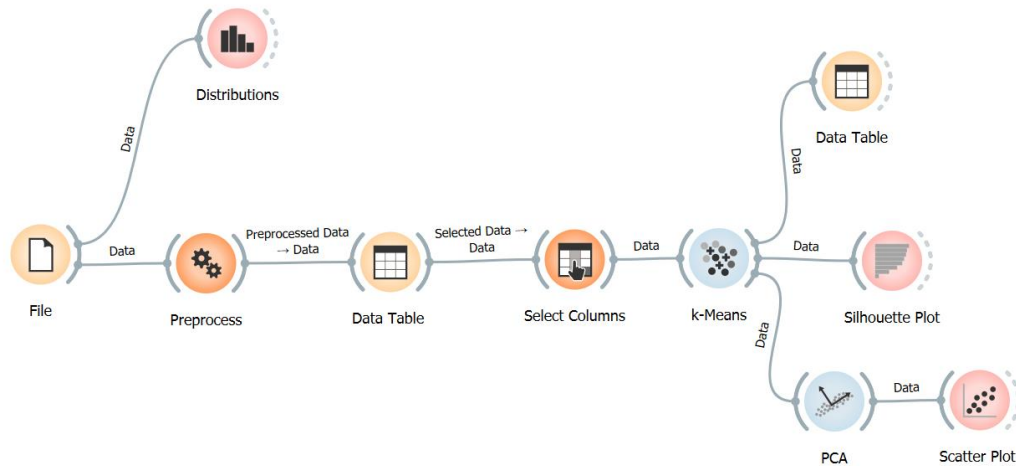 Distributions
Data
Data Table
Data
File
Data
Preprocess
Preprocessed Data
→ Data
Data Table
Selected Data →
Data
Select Columns
Data
k-Means
Data
Silhouette Plot
Data
PCA
Data
Scatter Plot